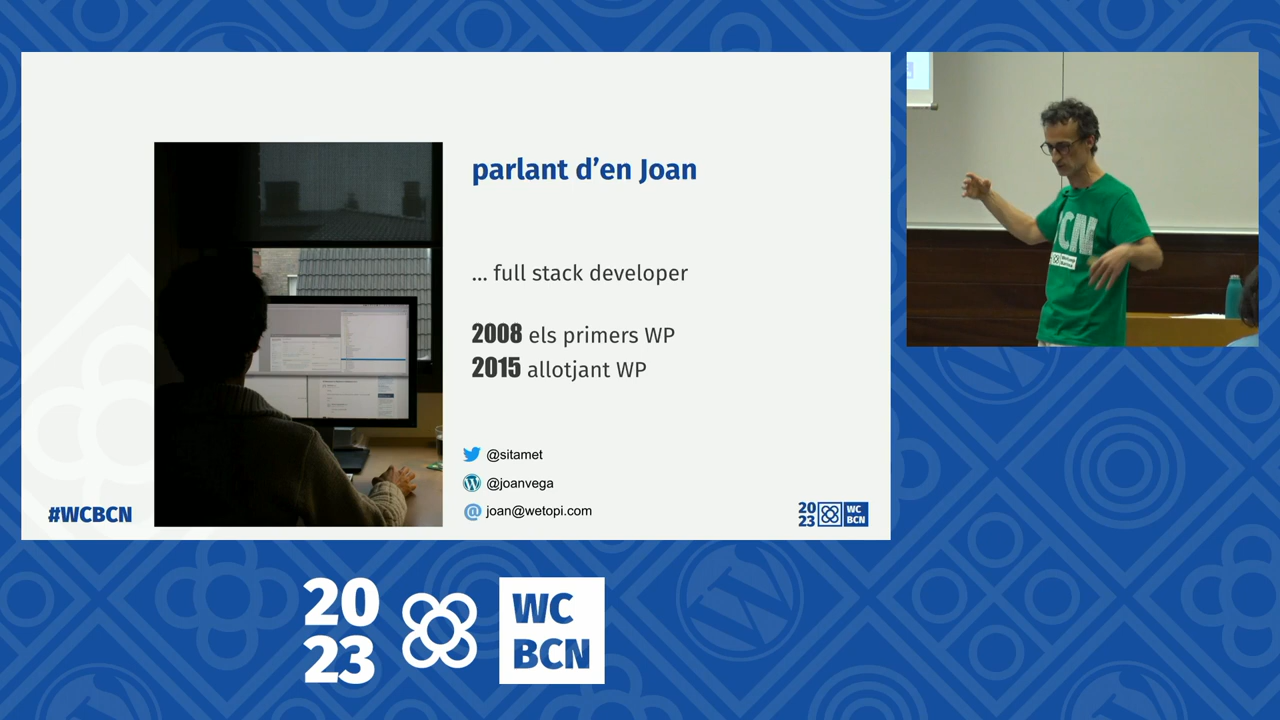 parlant d’en Joan
... full stack developer
2008 els primers WP
2015 allotjant WP
@sitamet
@joanvega
joan@wetopi.com
#WCBCN
20
23
WC
BCN
CN
20
23
WC
BCN